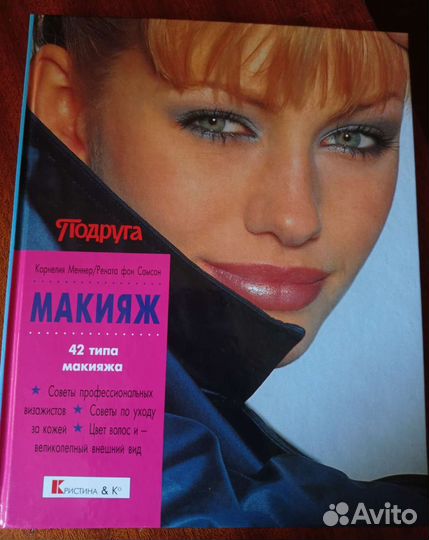 Подруга
Корнелия Меннер/Рената фон Самсон
МАКИЯЖ
42 типа
макияжа
★ Советы профессиональных
визажистов ★ Советы по уходу
за кожей ★ Цвет волос и –
великолепный внешний вид
КРИСТИНА & К°
Avito